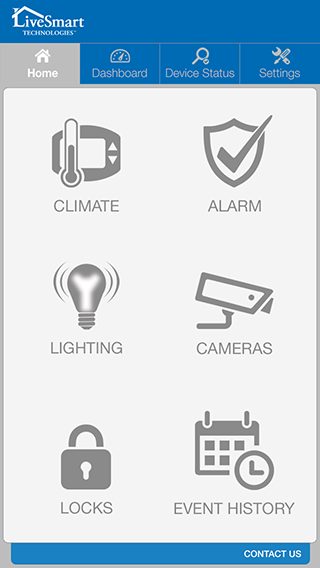 LiveSmart
TECHNOLOGIES™
Home
Dashboard
Device Status
Settings
CLIMATE
ALARM
LIGHTING
CAMERAS
LOCKS
EVENT HISTORY
CONTACT US